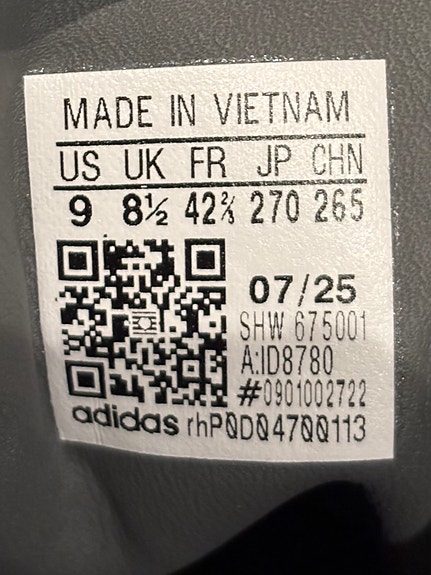 MADE IN VIETNAM
US UK FR JP CHN
9 8½ 42⅔ 270 265
07/25
SHW 675001
A:ID8780
#0901002722
adidas rhP0D04700113